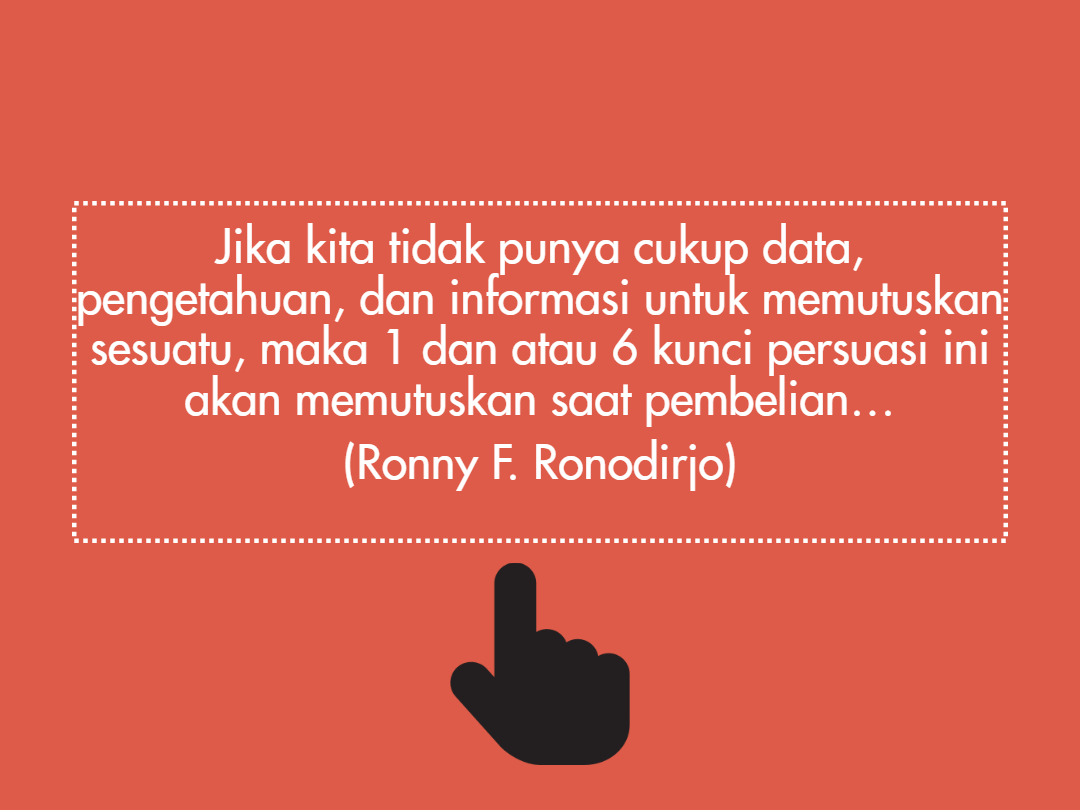 Jika kita tidak punya cukup data,
pengetahuan, dan informasi untuk memutuskan
sesuatu, maka 1 dan atau 6 kunci persuasi ini
akan memutuskan saat pembelian...
(Ronny F. Ronodirjo)